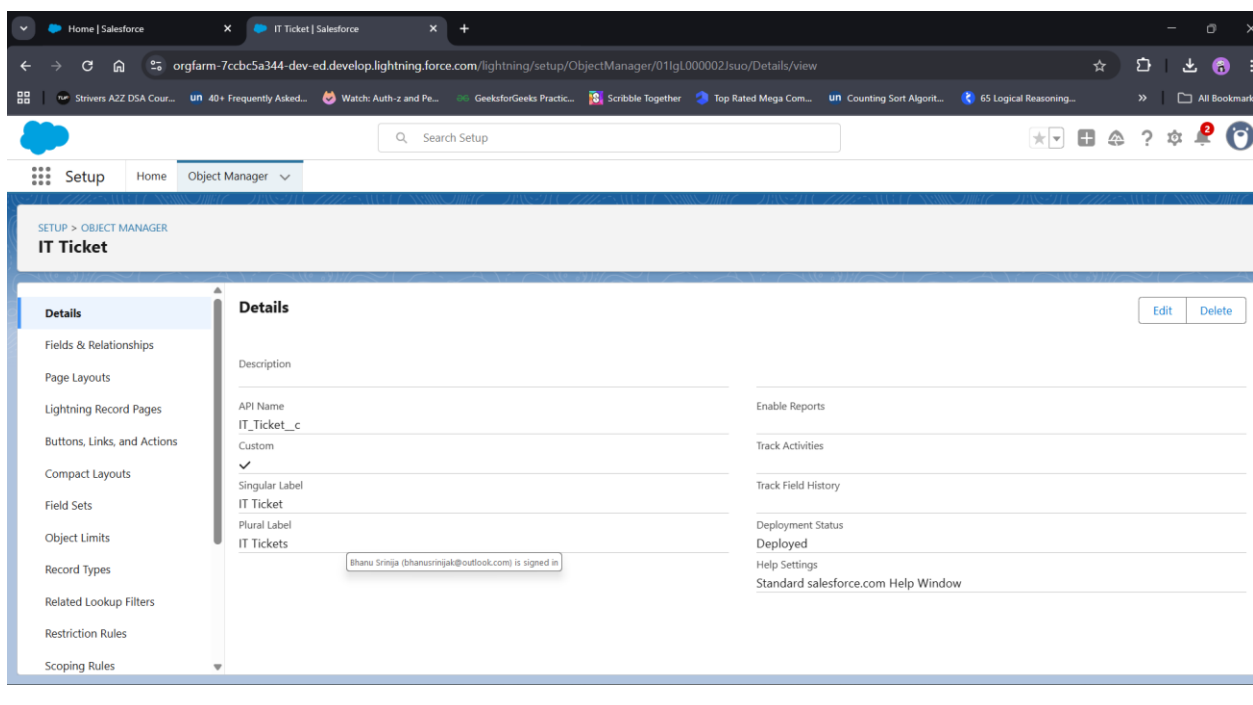 Home | Salesforce
IT Ticket | Salesforce
orgfarm-7ccbc5a344-dev-ed.develop.lightning.force.com/lightning/setup/ObjectManager/01IgL000002Jsuo/Details/view
Strivers A2Z DSA Cour... un 40+ Frequently Asked... Watch: Auth-z and Pe... GeeksforGeeks Practic... Scribble Together Top Rated Mega Com... un Counting Sort Algorit... 65 Logical Reasoning... » All Bookmark
Search Setup
2
Setup Home Object Manager
SETUP > OBJECT MANAGER
IT Ticket
Details
Fields & Relationships
Page Layouts
Lightning Record Pages
Buttons, Links, and Actions
Compact Layouts
Field Sets
Object Limits
Record Types
Related Lookup Filters
Restriction Rules
Scoping Rules
Details
Edit Delete
Description
API Name
IT_Ticket__c
Custom
Singular Label
IT Ticket
Plural Label
IT Tickets
Bhanu Srinija (bhanusrinijak@outlook.com) is signed in
Enable Reports
Track Activities
Track Field History
Deployment Status
Deployed
Help Settings
Standard salesforce.com Help Window